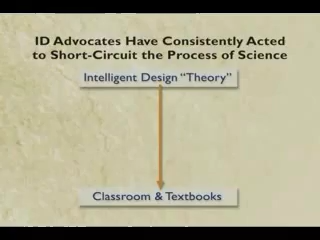 ID Advocates Have Consistently Acted
to Short-Circuit the Process of Science
Intelligent Design “Theory”
Classroom & Textbooks